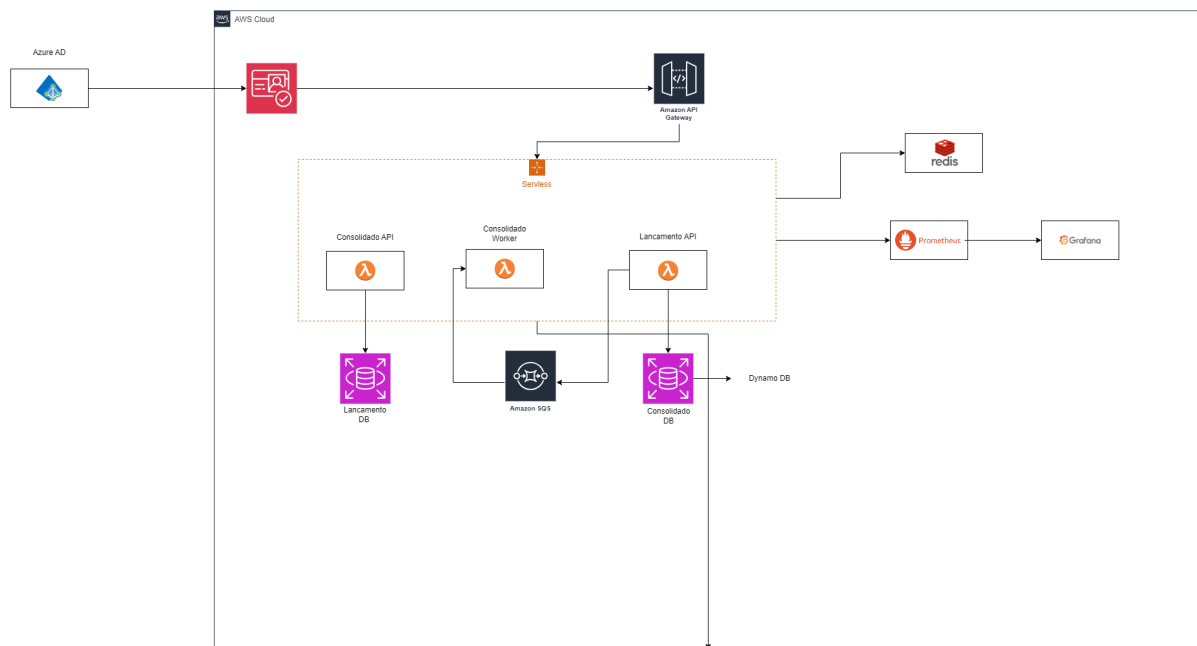 aws
AWS Cloud
Azure AD
Amazon API
Gateway
redis
Servless
Consolidado API
Consolidado
Worker
Lancamento API
Prometheus
Grafana
Lancamento
DB
Amazon SQS
Consolidado
DB
Dynamo DB